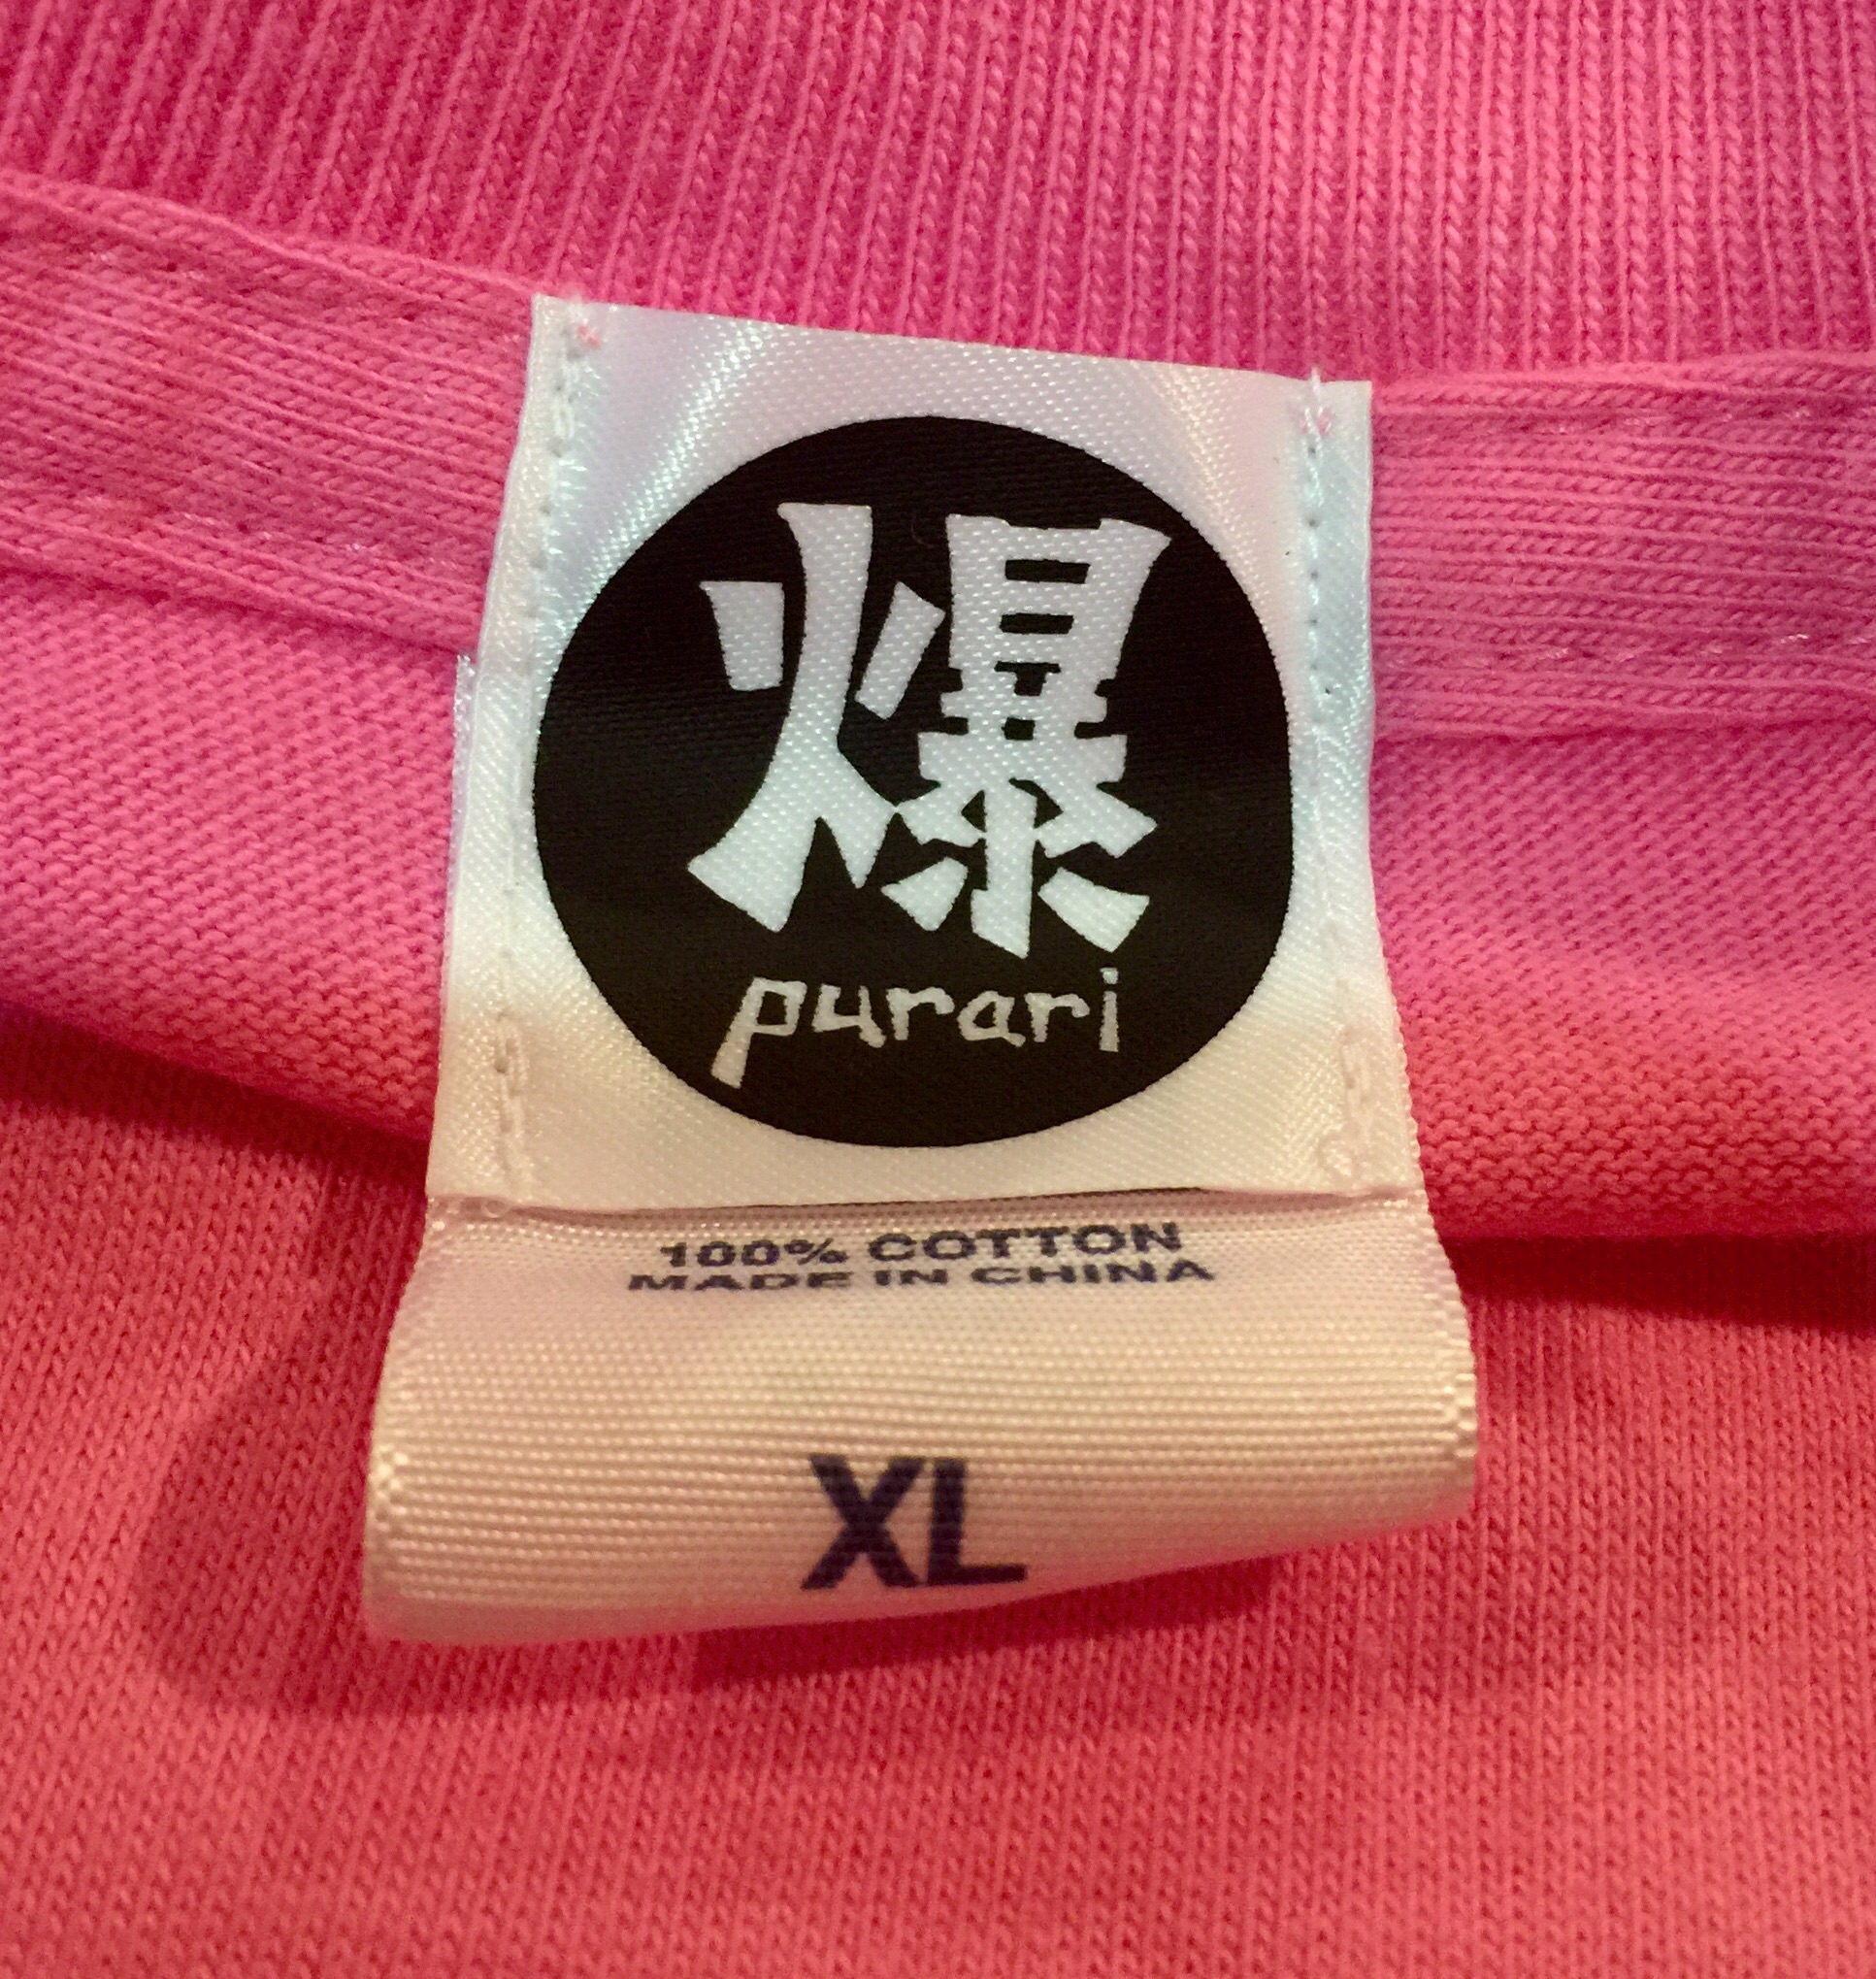 爆
purari
100% COTTON
MADE IN CHINA
XL